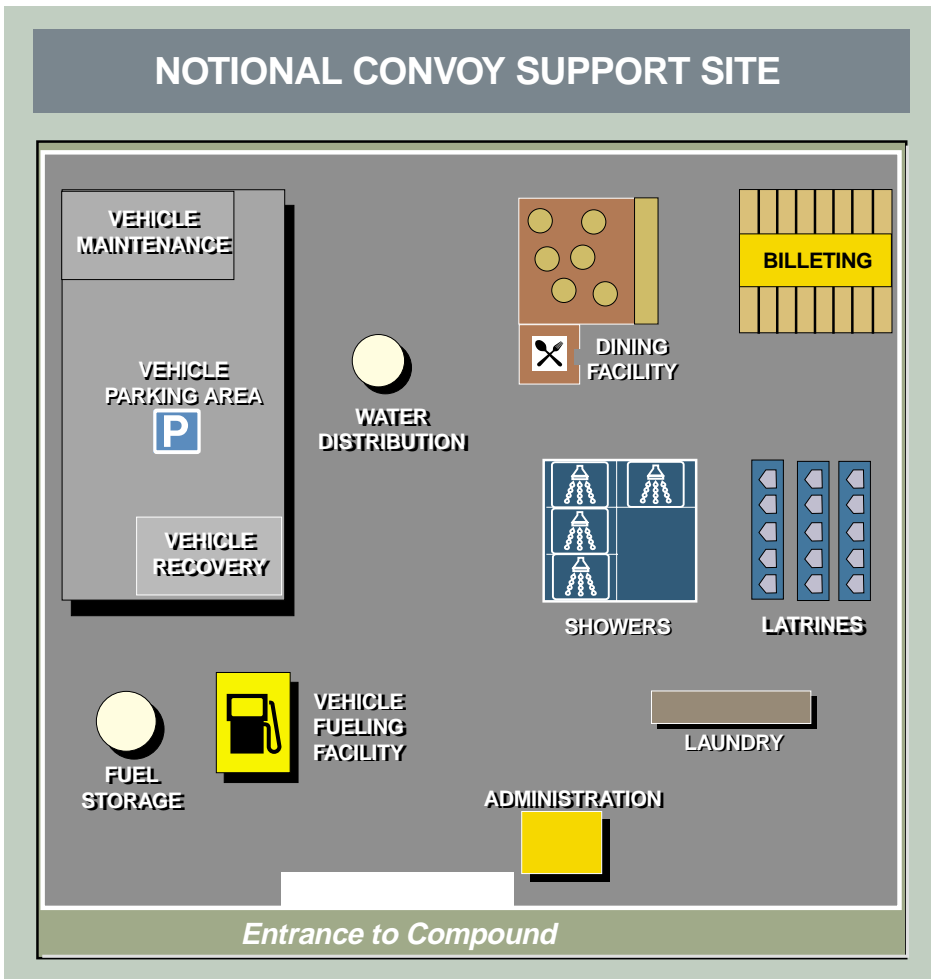 NOTIONAL CONVOY SUPPORT SITE
VEHICLE
MAINTENANCE
BILLETING
DINING
FACILITY
VEHICLE
PARKING AREA
P
WATER
DISTRIBUTION
VEHICLE
RECOVERY
SHOWERS
LATRINES
VEHICLE
FUELING
FACILITY
LAUNDRY
FUEL
STORAGE
ADMINISTRATION
Entrance to Compound